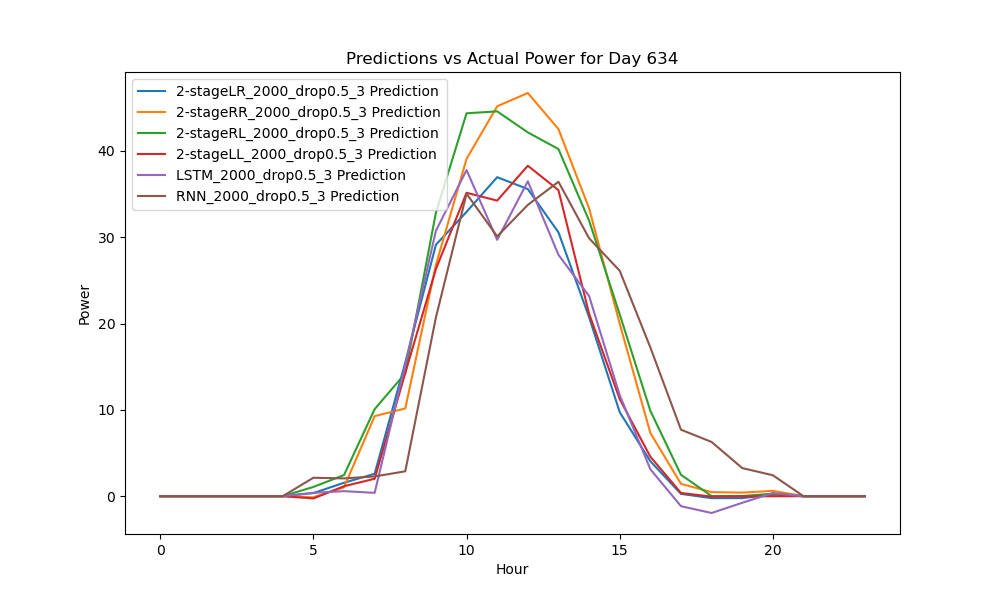 Predictions vs Actual Power for Day 634
2-stageLR_2000_drop0.5_3 Prediction
2-stageRR_2000_drop0.5_3 Prediction
2-stageRL_2000_drop0.5_3 Prediction
2-stageLL_2000_drop0.5_3 Prediction
LSTM_2000_drop0.5_3 Prediction
RNN_2000_drop0.5_3 Prediction
40
30
20
10
0
Power
0 5 10 15 20
Hour